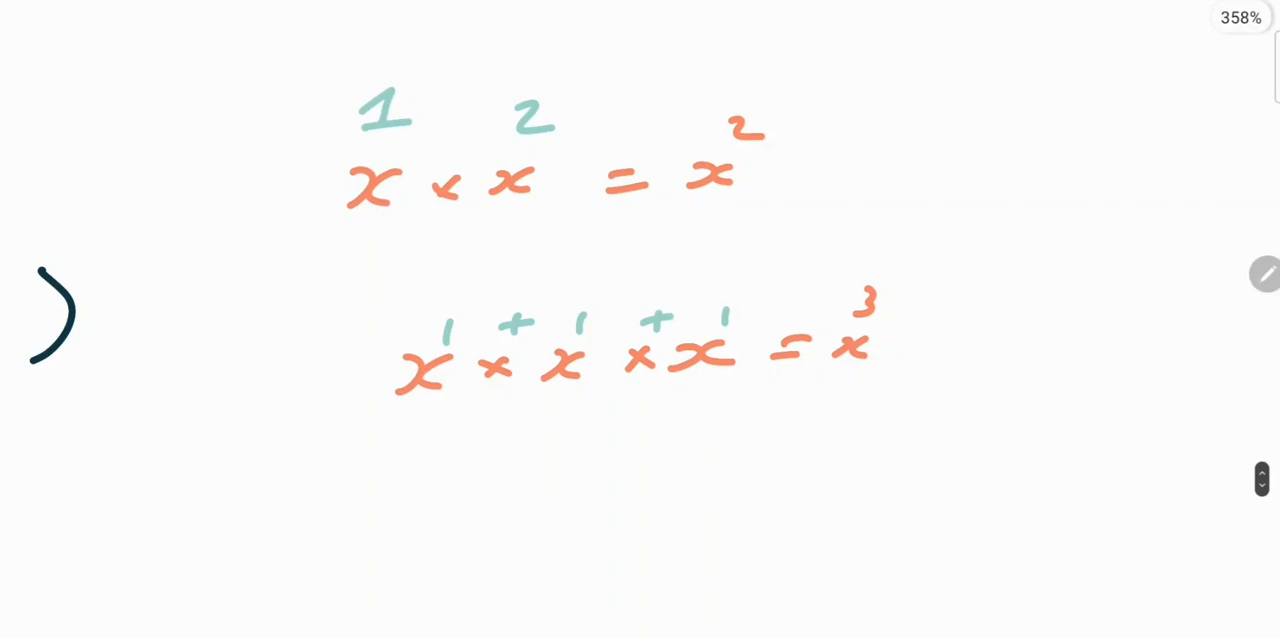 358%
1 2
x × x = x²
x¹ + x¹ + x¹ = x³
)